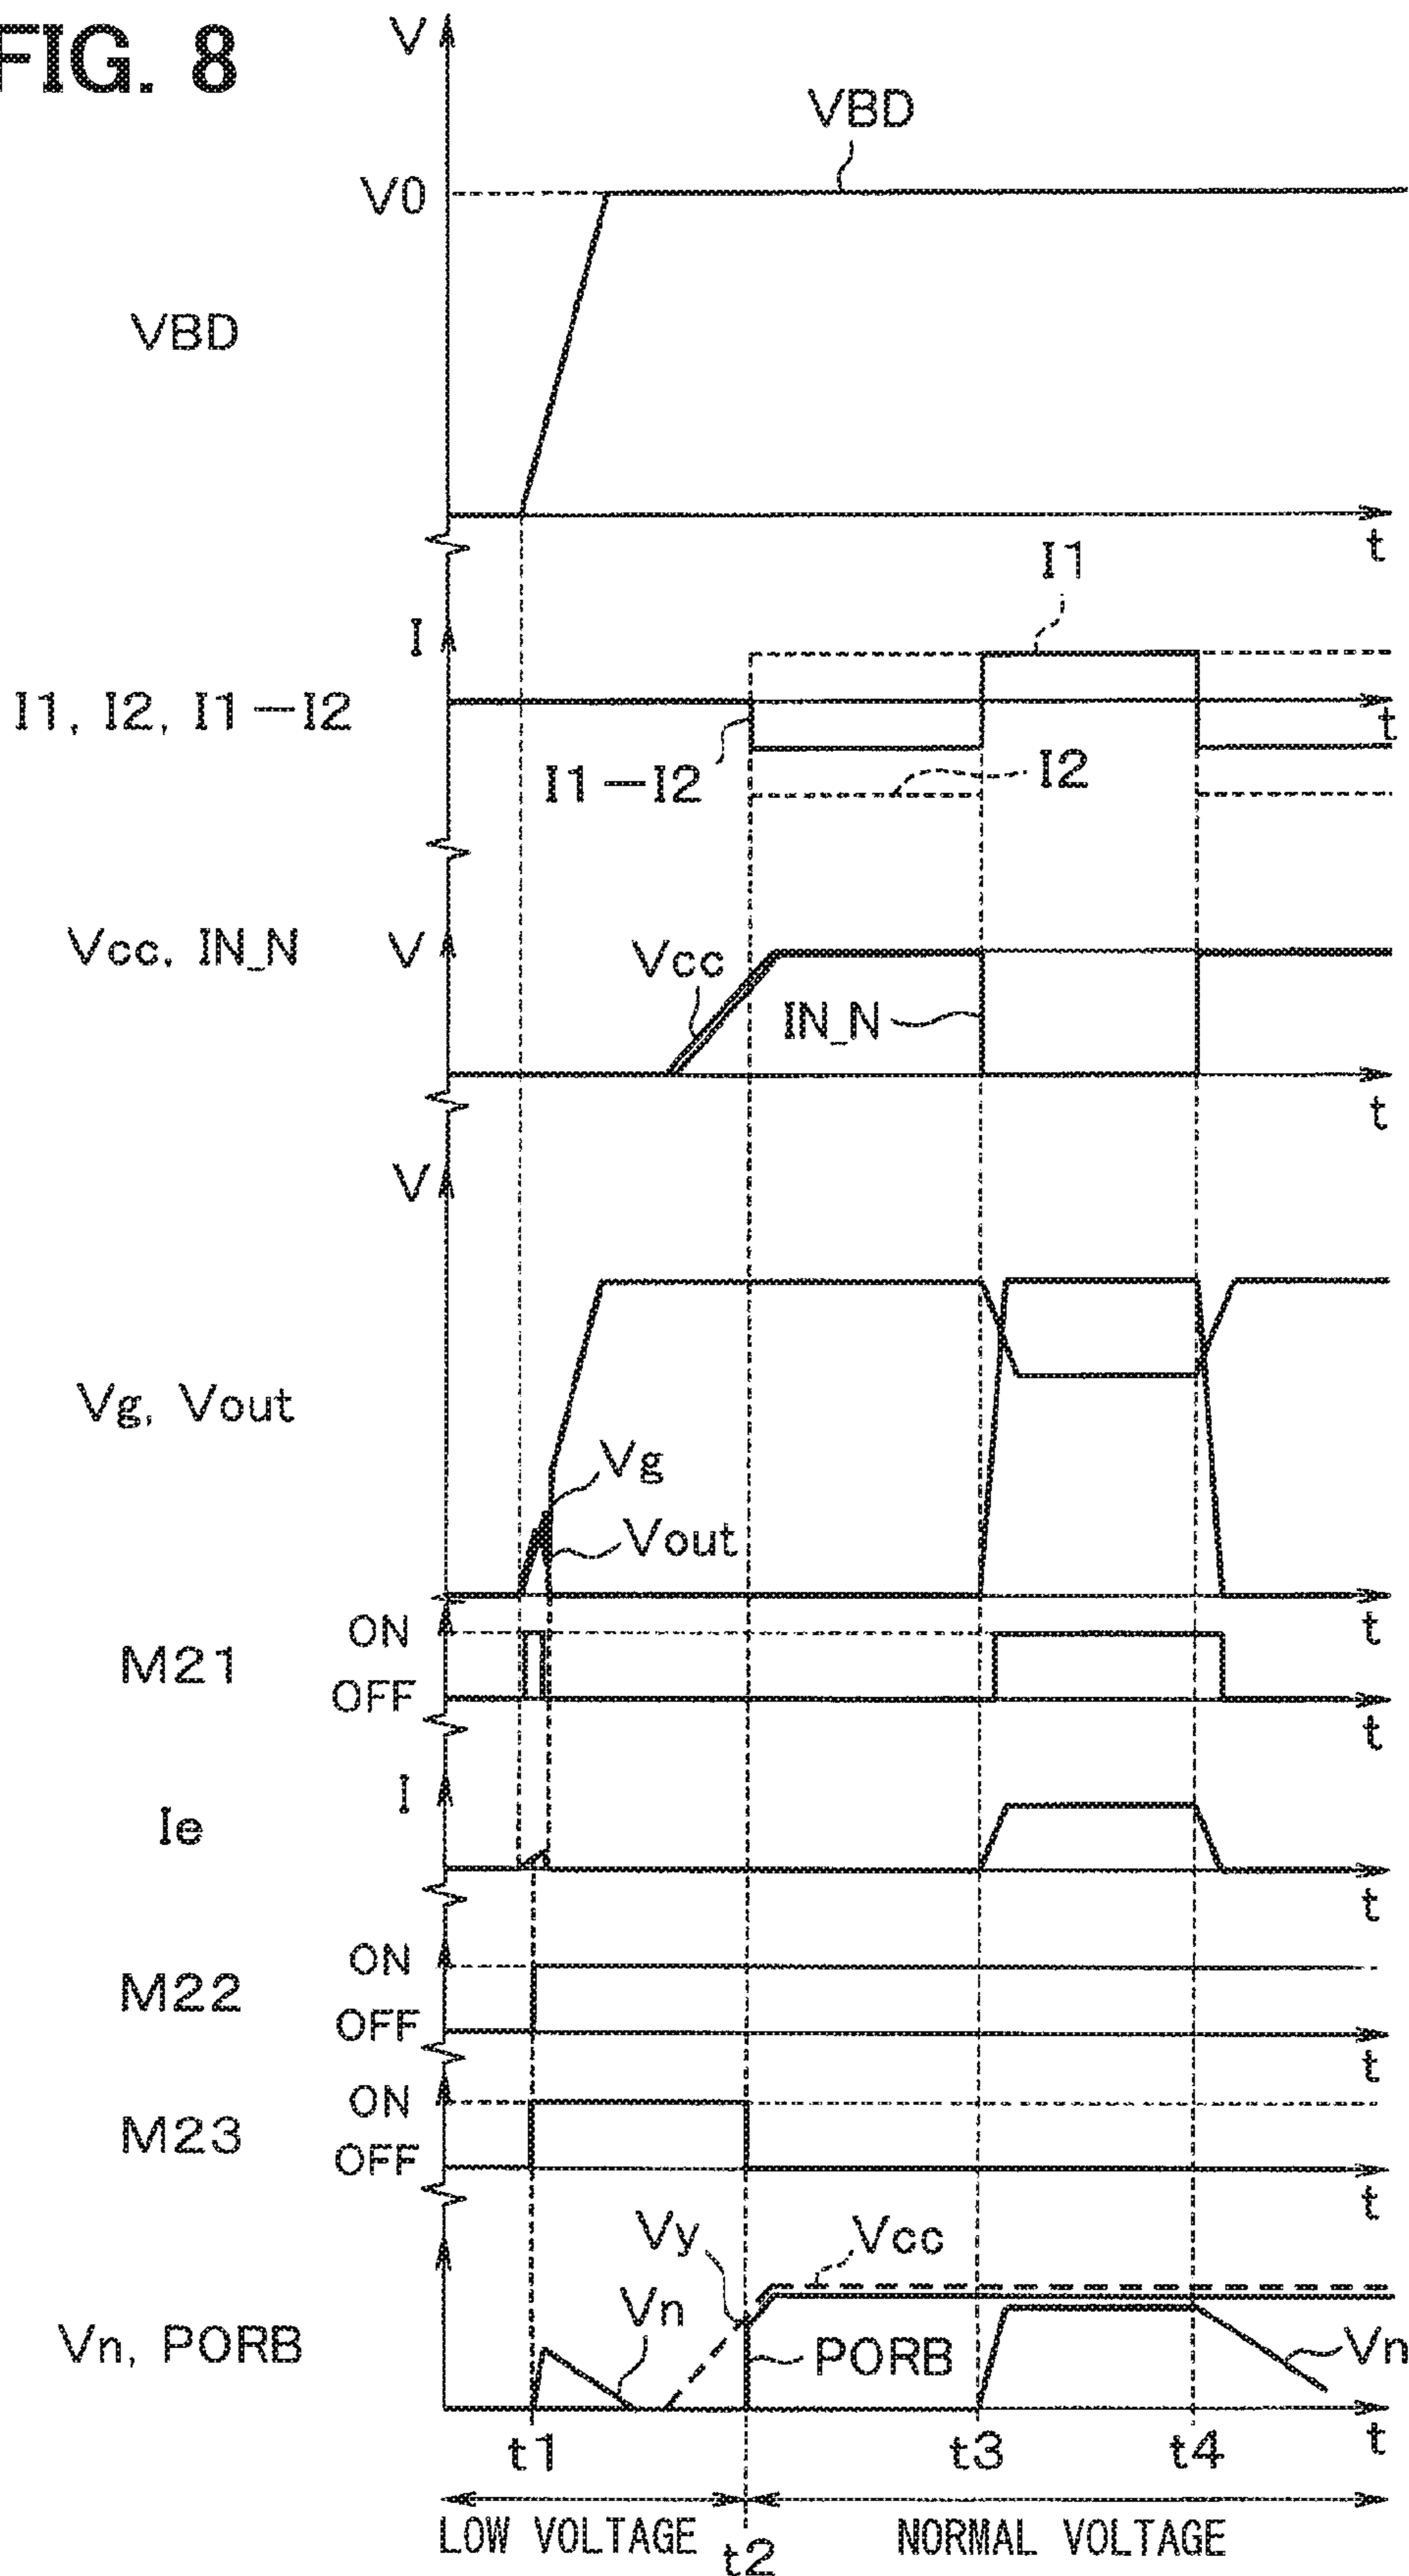 FIG. 8
V
VBD
V0
VBD
t
I1
I
I1, I2, I1−I2
t
I1−I2
I2
Vcc, IN_N
V
Vcc
IN_N
t
V
Vg, Vout
Vg
Vout
t
M21
ON
OFF
t
Ie
I
t
M22
ON
OFF
t
M23
ON
OFF
t
Vy
Vcc
Vn
Vn, PORB
PORB
Vn
t1
t3
t4
t
LOW VOLTAGE
t2
NORMAL VOLTAGE